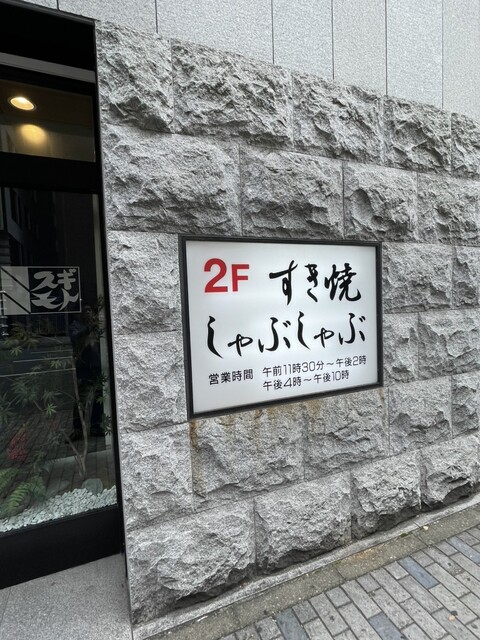 2F すき焼
しゃぶしゃぶ
営業時間 午前11時30分～午後2時
午後4時～午後10時
スギモト